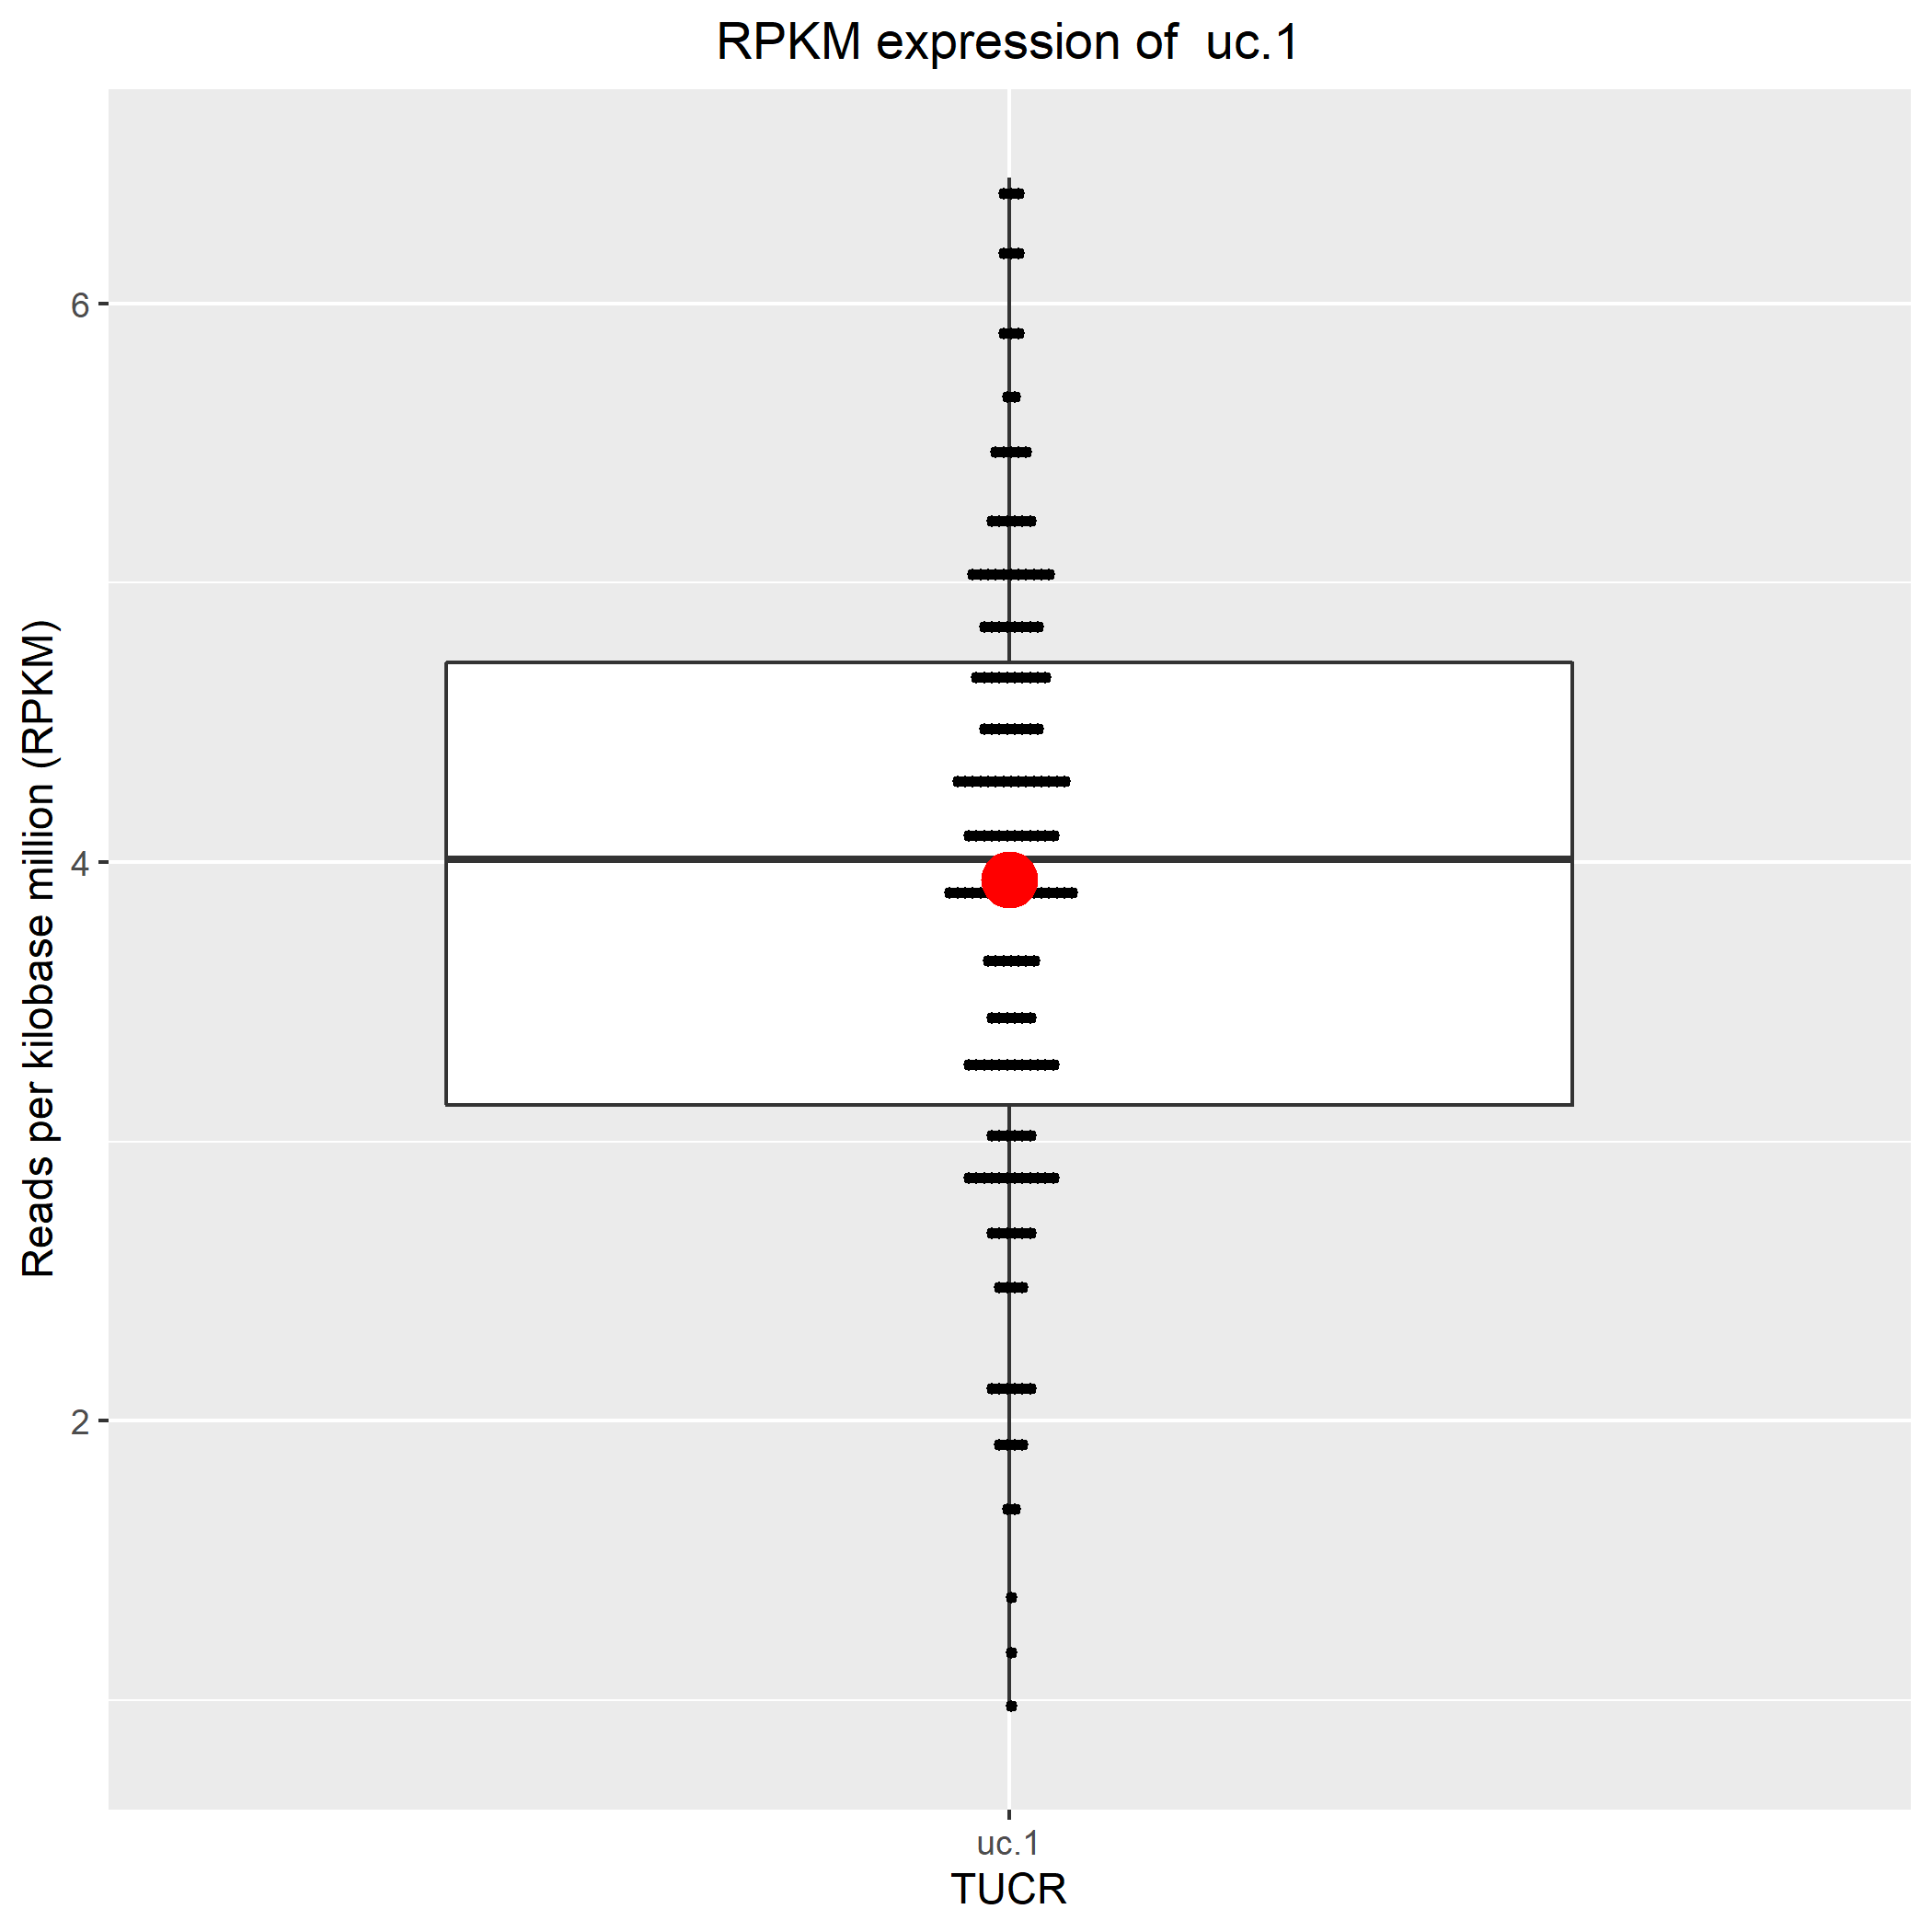 RPKM expression of  uc.1
Reads per kilobase million (RPKM)
6
4
2
uc.1
TUCR